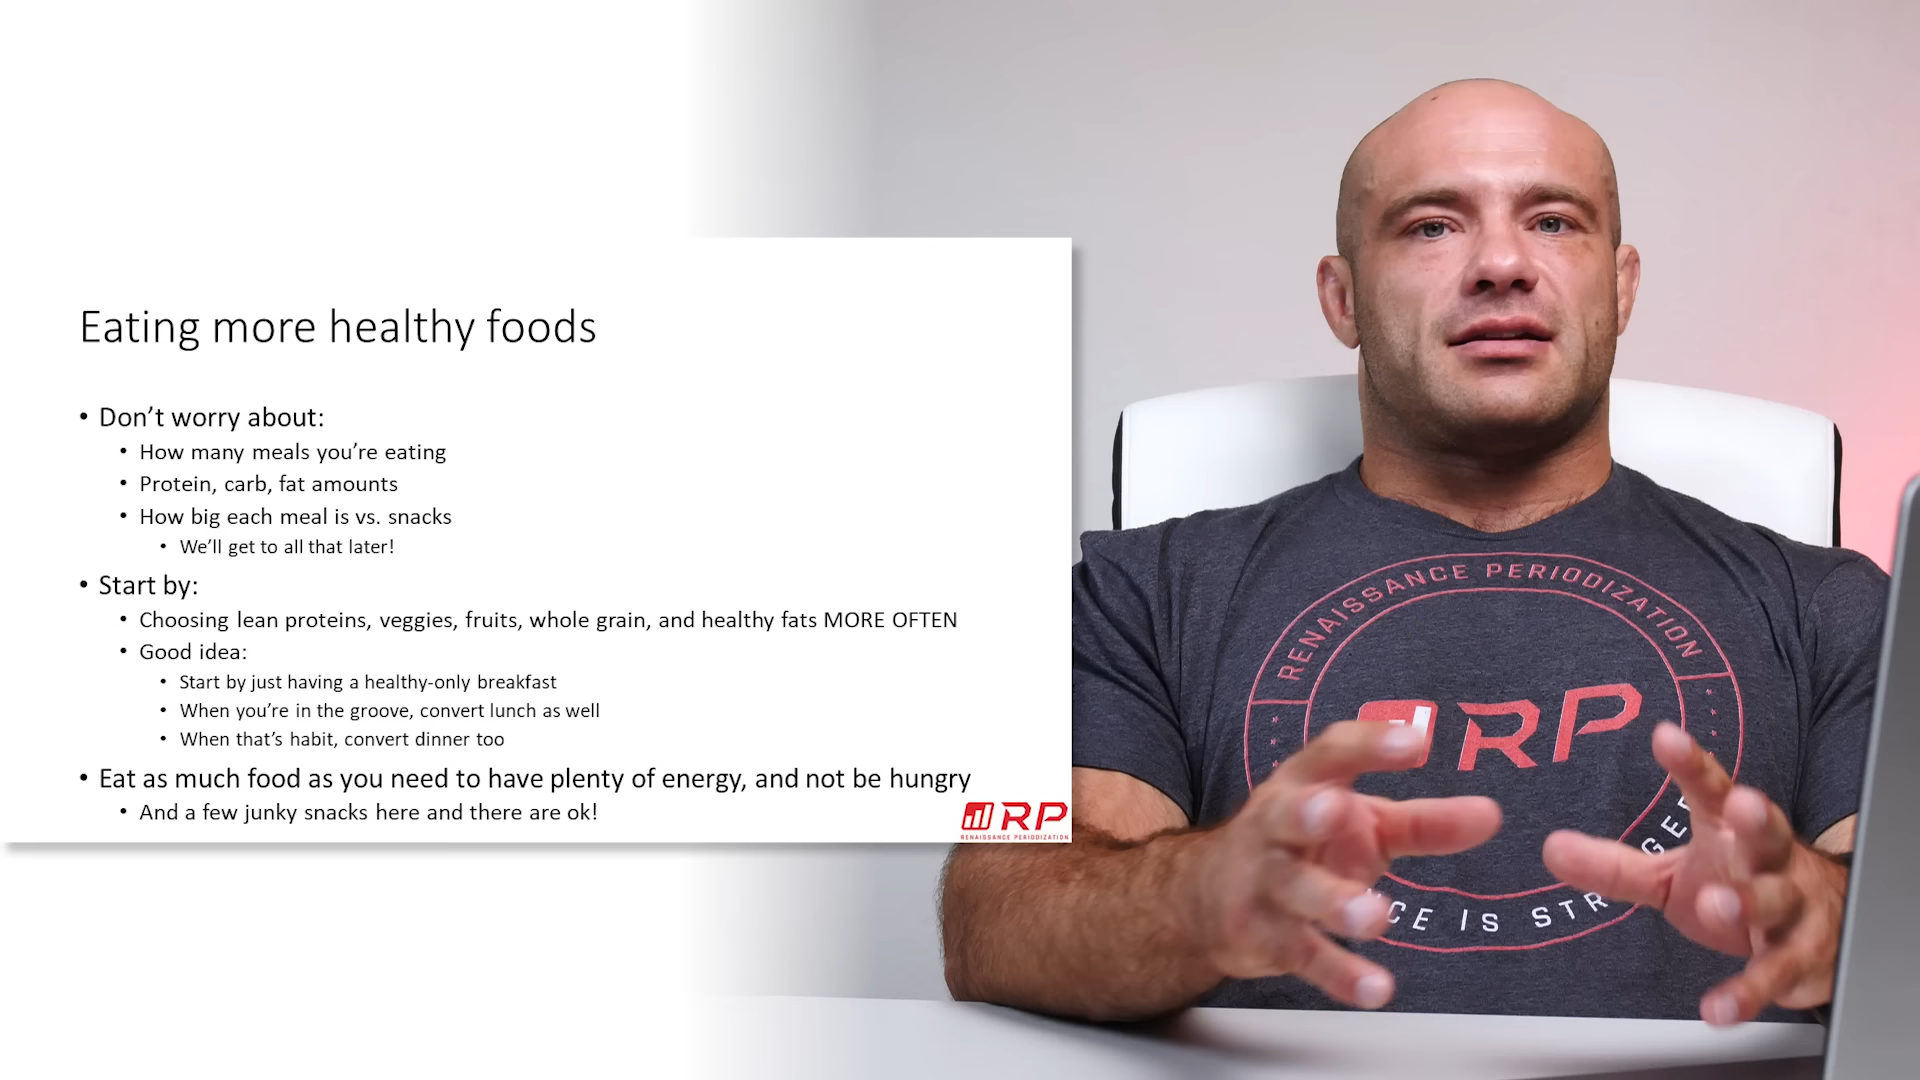 Eating more healthy foods
• Don’t worry about:
• How many meals you’re eating
• Protein, carb, fat amounts
• How big each meal is vs. snacks
• We’ll get to all that later!
• Start by:
• Choosing lean proteins, veggies, fruits, whole grain, and healthy fats MORE OFTEN
• Good idea:
• Start by just having a healthy-only breakfast
• When you’re in the groove, convert lunch as well
• When that’s habit, convert dinner too
• Eat as much food as you need to have plenty of energy, and not be hungry
• And a few junky snacks here and there are ok!
RP
RENAISSANCE PERIODIZATION
RENAISSANCE PERIODIZATION
RP
IS